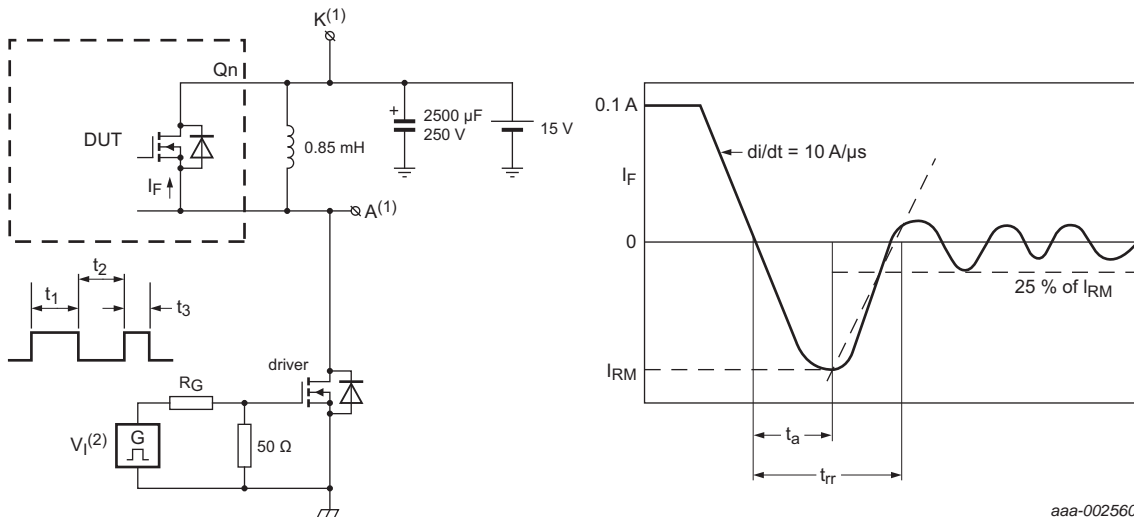 K(1)
Qn
DUT
IF
0.85 mH
+
2500 µF
250 V
15 V
A(1)
t1
t2
t3
driver
RG
VI(2)
G
50 Ω
0.1 A
di/dt = 10 A/µs
IF
0
25 % of IRM
IRM
ta
trr
aaa-002560